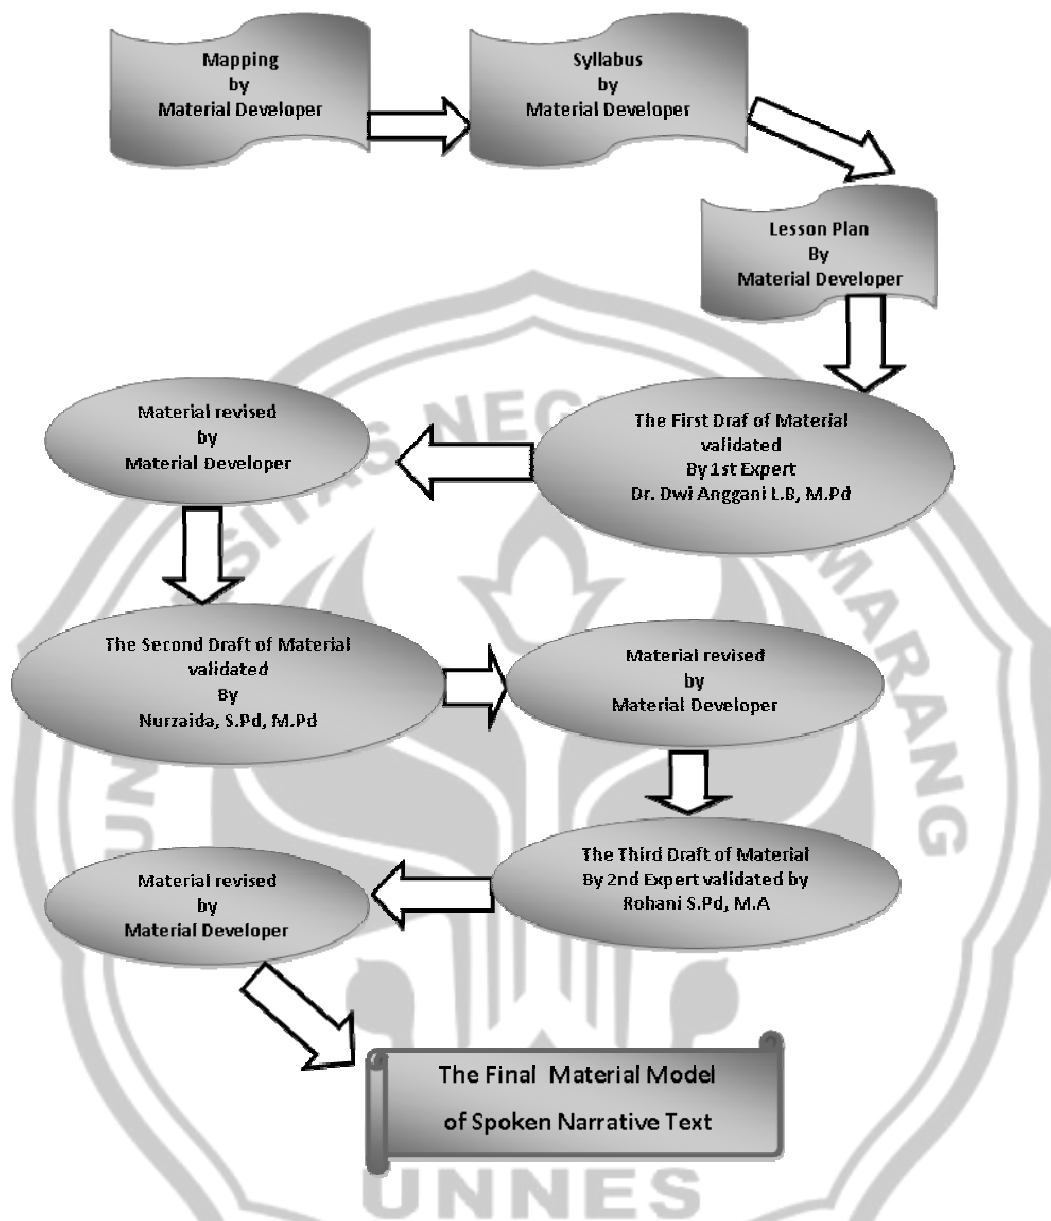 Mapping
by
Material Developer
Syllabus
by
Material Developer
Lesson Plan
By
Material Developer
The First Draf of Material
validated
By 1st Expert
Dr. Dwi Anggani L.B, M.Pd
Material revised
by
Material Developer
The Second Draft of Material
validated
By
Nurzaida, S.Pd, M.Pd
Material revised
by
Material Developer
The Third Draft of Material
By 2nd Expert validated by
Rohani S.Pd, M.A
Material revised
by
Material Developer
The Final Material Model
of Spoken Narrative Text
UNNES